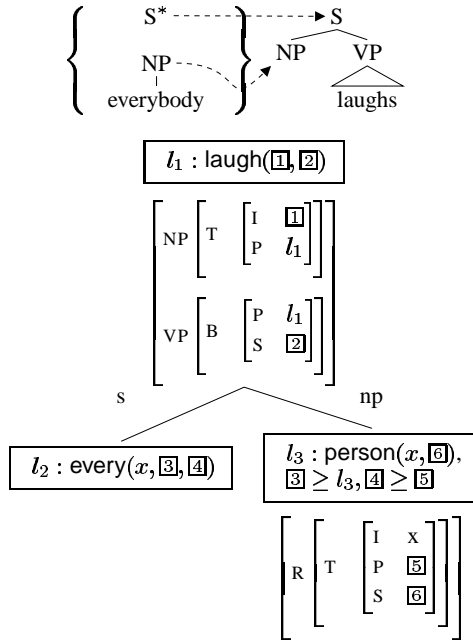 S* S
NP NP VP
everybody laughs
l₁ : laugh(1, 2)
NP T I 1
P l₁
VP B P l₁
S 2
s np
l₂ : every(x, 3, 4)
l₃ : person(x, 6),
3 ≥ l₃, 4 ≥ 5
R T I x
P 5
S 6